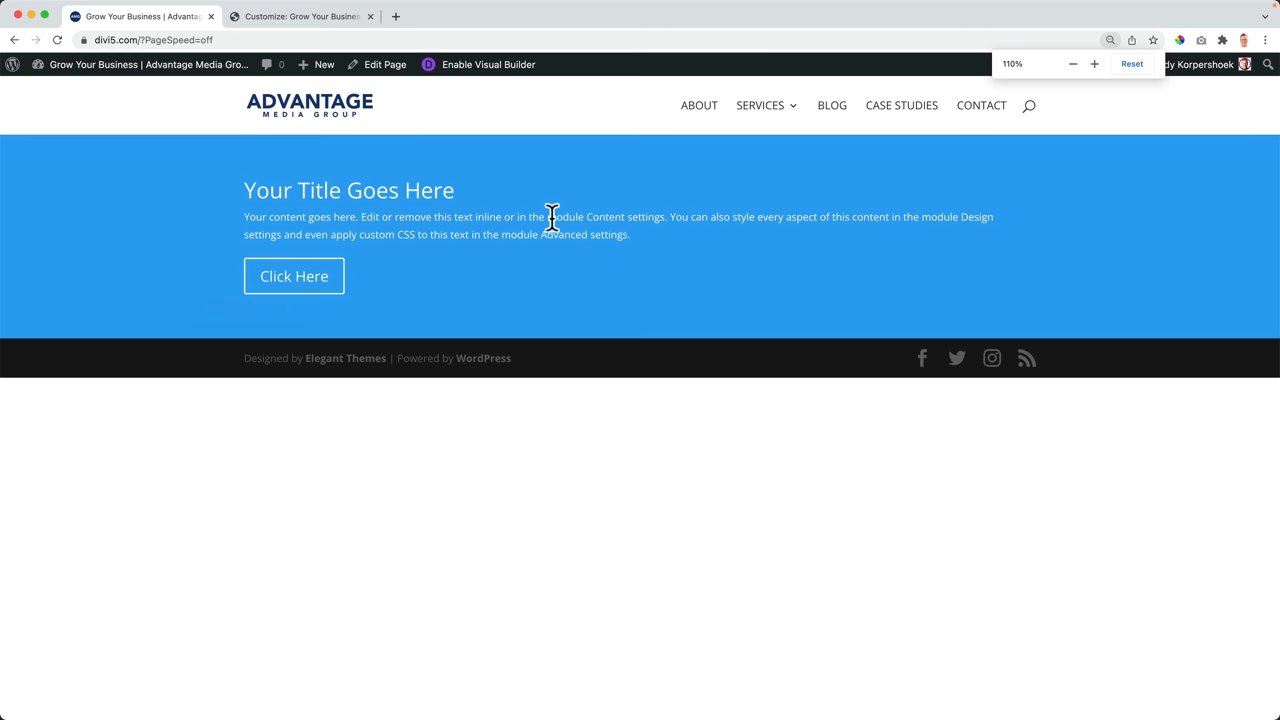 Grow Your Business | Advantag
Customize: Grow Your Busines
divi5.com/?PageSpeed=off
Grow Your Business | Advantage Media Gro...
0
New
Edit Page
D
Enable Visual Builder
110%
Reset
dy Korpershoek
ADVANTAGE
MEDIA GROUP
ABOUT
SERVICES
BLOG
CASE STUDIES
CONTACT
Your Title Goes Here
Your content goes here. Edit or remove this text inline or in the module Content settings. You can also style every aspect of this content in the module Design
settings and even apply custom CSS to this text in the module Advanced settings.
Click Here
Designed by Elegant Themes | Powered by WordPress